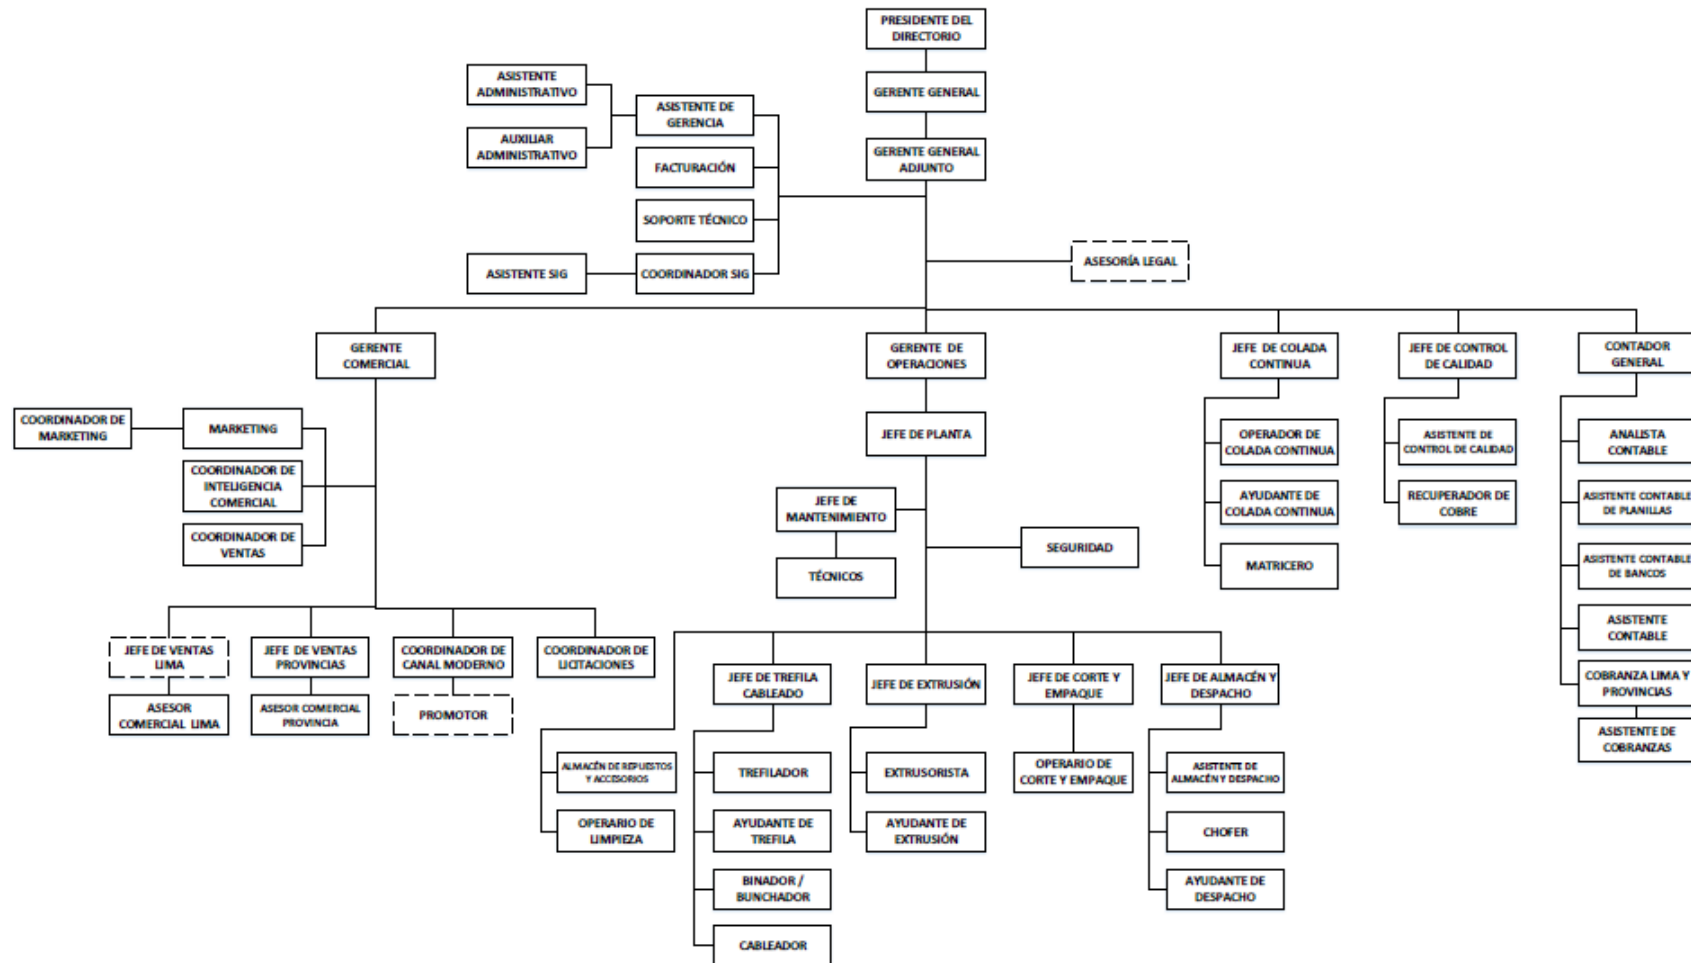 PRESIDENTE DEL
DIRECTORIO
GERENTE GENERAL
GERENTE GENERAL
ADJUNTO
ASISTENTE
ADMINISTRATIVO
AUXILIAR
ADMINISTRATIVO
ASISTENTE DE
GERENCIA
FACTURACIÓN
SOPORTE TÉCNICO
ASISTENTE SIG
COORDINADOR SIG
ASESORÍA LEGAL
GERENTE
COMERCIAL
GERENTE DE
OPERACIONES
JEFE DE COLADA
CONTINUA
JEFE DE CONTROL
DE CALIDAD
CONTADOR
GENERAL
COORDINADOR DE
MARKETING
MARKETING
COORDINADOR DE
INTELIGENCIA
COMERCIAL
COORDINADOR DE
VENTAS
JEFE DE VENTAS
LIMA
ASESOR
COMERCIAL LIMA
JEFE DE VENTAS
PROVINCIAS
ASESOR COMERCIAL
PROVINCIA
COORDINADOR DE
CANAL MODERNO
PROMOTOR
COORDINADOR DE
LICITACIONES
JEFE DE PLANTA
JEFE DE
MANTENIMIENTO
TÉCNICOS
SEGURIDAD
ALMACÉN DE REPUESTOS
Y ACCESORIOS
OPERARIO DE
LIMPIEZA
JEFE DE TREFILA
CABLEADO
TREFILADOR
AYUDANTE DE
TREFILA
BINADOR /
BUNCHADOR
CABLEADOR
JEFE DE EXTRUSIÓN
EXTRUSORISTA
AYUDANTE DE
EXTRUSIÓN
JEFE DE CORTE Y
EMPAQUE
OPERARIO DE
CORTE Y EMPAQUE
JEFE DE ALMACÉN Y
DESPACHO
ASISTENTE DE
ALMACÉN Y DESPACHO
CHOFER
AYUDANTE DE
DESPACHO
OPERADOR DE
COLADA CONTINUA
AYUDANTE DE
COLADA CONTINUA
MATRICERO
ASISTENTE DE
CONTROL DE CALIDAD
RECUPERADOR DE
COBRE
ANALISTA
CONTABLE
ASISTENTE CONTABLE
DE PLANILLAS
ASISTENTE CONTABLE
DE BANCOS
ASISTENTE
CONTABLE
COBRANZA LIMA Y
PROVINCIAS
ASISTENTE DE
COBRANZAS